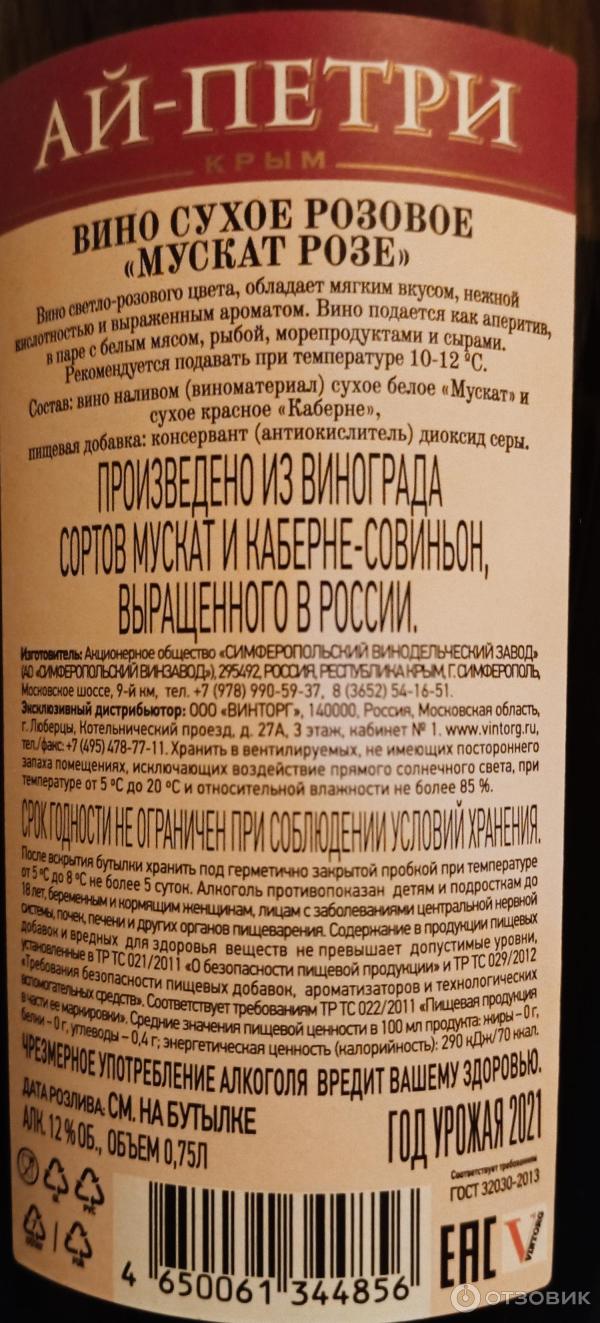 АЙ-ПЕТРИ
КРЫМ
ВИНО СУХОЕ РОЗОВОЕ
«МУСКАТ РОЗЕ»
Вино светло-розового цвета, обладает мягким вкусом, нежной
кислотностью и выраженным ароматом. Вино подается как аперитив,
в паре с белым мясом, рыбой, морепродуктами и сырами.
Рекомендуется подавать при температуре 10-12 °С.
Состав: вино наливом (виноматериал) сухое белое «Мускат» и
сухое красное «Каберне»,
пищевая добавка: консервант (антиокислитель) диоксид серы.
ПРОИЗВЕДЕНО ИЗ ВИНОГРАДА
СОРТОВ МУСКАТ И КАБЕРНЕ-СОВИНЬОН,
ВЫРАЩЕННОГО В РОССИИ.
Изготовитель: Акционерное общество «СИМФЕРОПОЛЬСКИЙ ВИНОДЕЛЬЧЕСКИЙ ЗАВОД»
(АО «СИМФЕРОПОЛЬСКИЙ ВИНЗАВОД»), 295492, РОССИЯ, РЕСПУБЛИКА КРЫМ, Г. СИМФЕРОПОЛЬ,
Московское шоссе, 9-й км, тел. +7 (978) 990-59-37, 8 (3652) 54-16-51.
Эксклюзивный дистрибьютор: ООО «ВИНТОРГ», 140000, Россия, Московская область,
г. Люберцы, Котельнический проезд, д. 27А, 3 этаж, кабинет № 1. www.vintorg.ru,
тел./факс: +7 (495) 478-77-11. Хранить в вентилируемых, не имеющих постороннего
запаха помещениях, исключающих воздействие прямого солнечного света, при
температуре от 5 °С до 20 °С и относительной влажности не более 85 %.
СРОК ГОДНОСТИ НЕ ОГРАНИЧЕН ПРИ СОБЛЮДЕНИИ УСЛОВИЙ ХРАНЕНИЯ.
После вскрытия бутылки хранить под герметично закрытой пробкой при температуре
от 5 °С до 8 °С не более 5 суток. Алкоголь противопоказан детям и подросткам до
18 лет, беременным и кормящим женщинам, лицам с заболеваниями центральной нервной
системы, почек, печени и других органов пищеварения. Содержание в продукции пищевых
добавок и вредных для здоровья веществ не превышает допустимые уровни,
установленные в ТР ТС 021/2011 «О безопасности пищевой продукции» и ТР ТС 029/2012
«Требования безопасности пищевых добавок, ароматизаторов и технологических
вспомогательных средств». Соответствует требованиям ТР ТС 022/2011 «Пищевая продукция
в части ее маркировки». Средние значения пищевой ценности в 100 мл продукта: жиры – 0 г,
белки – 0 г, углеводы – 0,4 г; энергетическая ценность (калорийность): 290 кДж/70 ккал.
ЧРЕЗМЕРНОЕ УПОТРЕБЛЕНИЕ АЛКОГОЛЯ ВРЕДИТ ВАШЕМУ ЗДОРОВЬЮ.
ДАТА РОЗЛИВА: СМ. НА БУТЫЛКЕ
АЛК. 12 % ОБ., ОБЪЕМ 0,75Л
ГОД УРОЖАЯ 2021
Соответствует требованиям
ГОСТ 32030-2013
EAC
V VINTORG
4 650061 344856
ОТЗОВИК